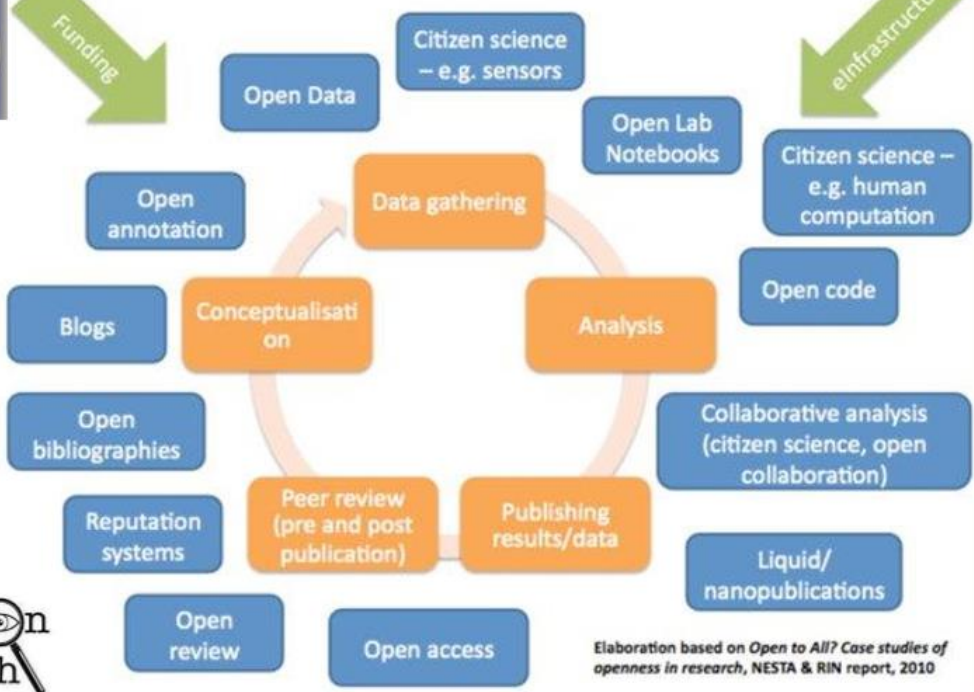 Funding
eInfrastructu
Citizen science
– e.g. sensors
Open Data
Open Lab
Notebooks
Citizen science –
e.g. human
computation
Open
annotation
Data gathering
Open code
Blogs
Conceptualisati
on
Analysis
Open
bibliographies
Collaborative analysis
(citizen science, open
collaboration)
Reputation
systems
Peer review
(pre and post
publication)
Publishing
results/data
Liquid/
nanopublications
Open
review
Open access
Elaboration based on Open to All? Case studies of
openness in research, NESTA & RIN report, 2010